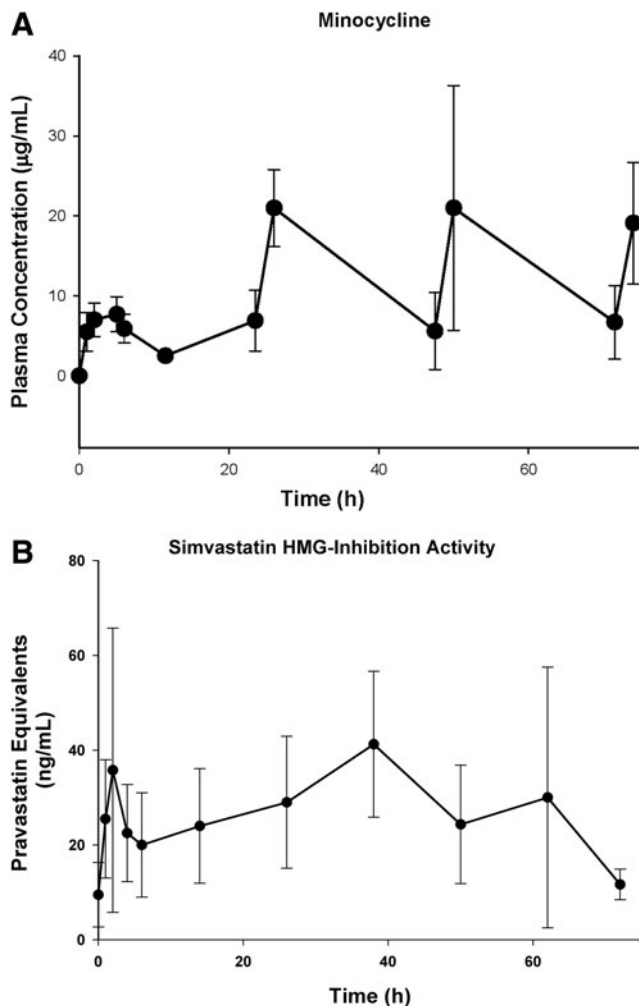 A
Minocycline
Plasma Concentration (µg/mL)
40
30
20
10
0
0 20 40 60
Time (h)
B
Simvastatin HMG-Inhibition Activity
Pravastatin Equivalents
(ng/mL)
80
60
40
20
0
0 20 40 60
Time (h)